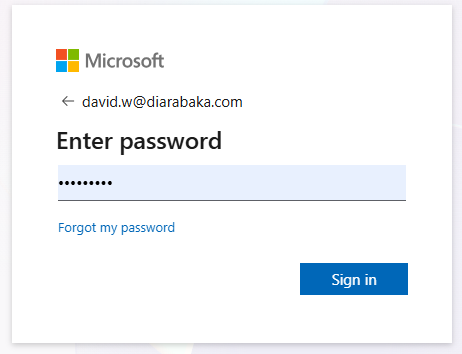 Microsoft
← david.w@diarabaka.com
Enter password
•••••••••
Forgot my password
Sign in